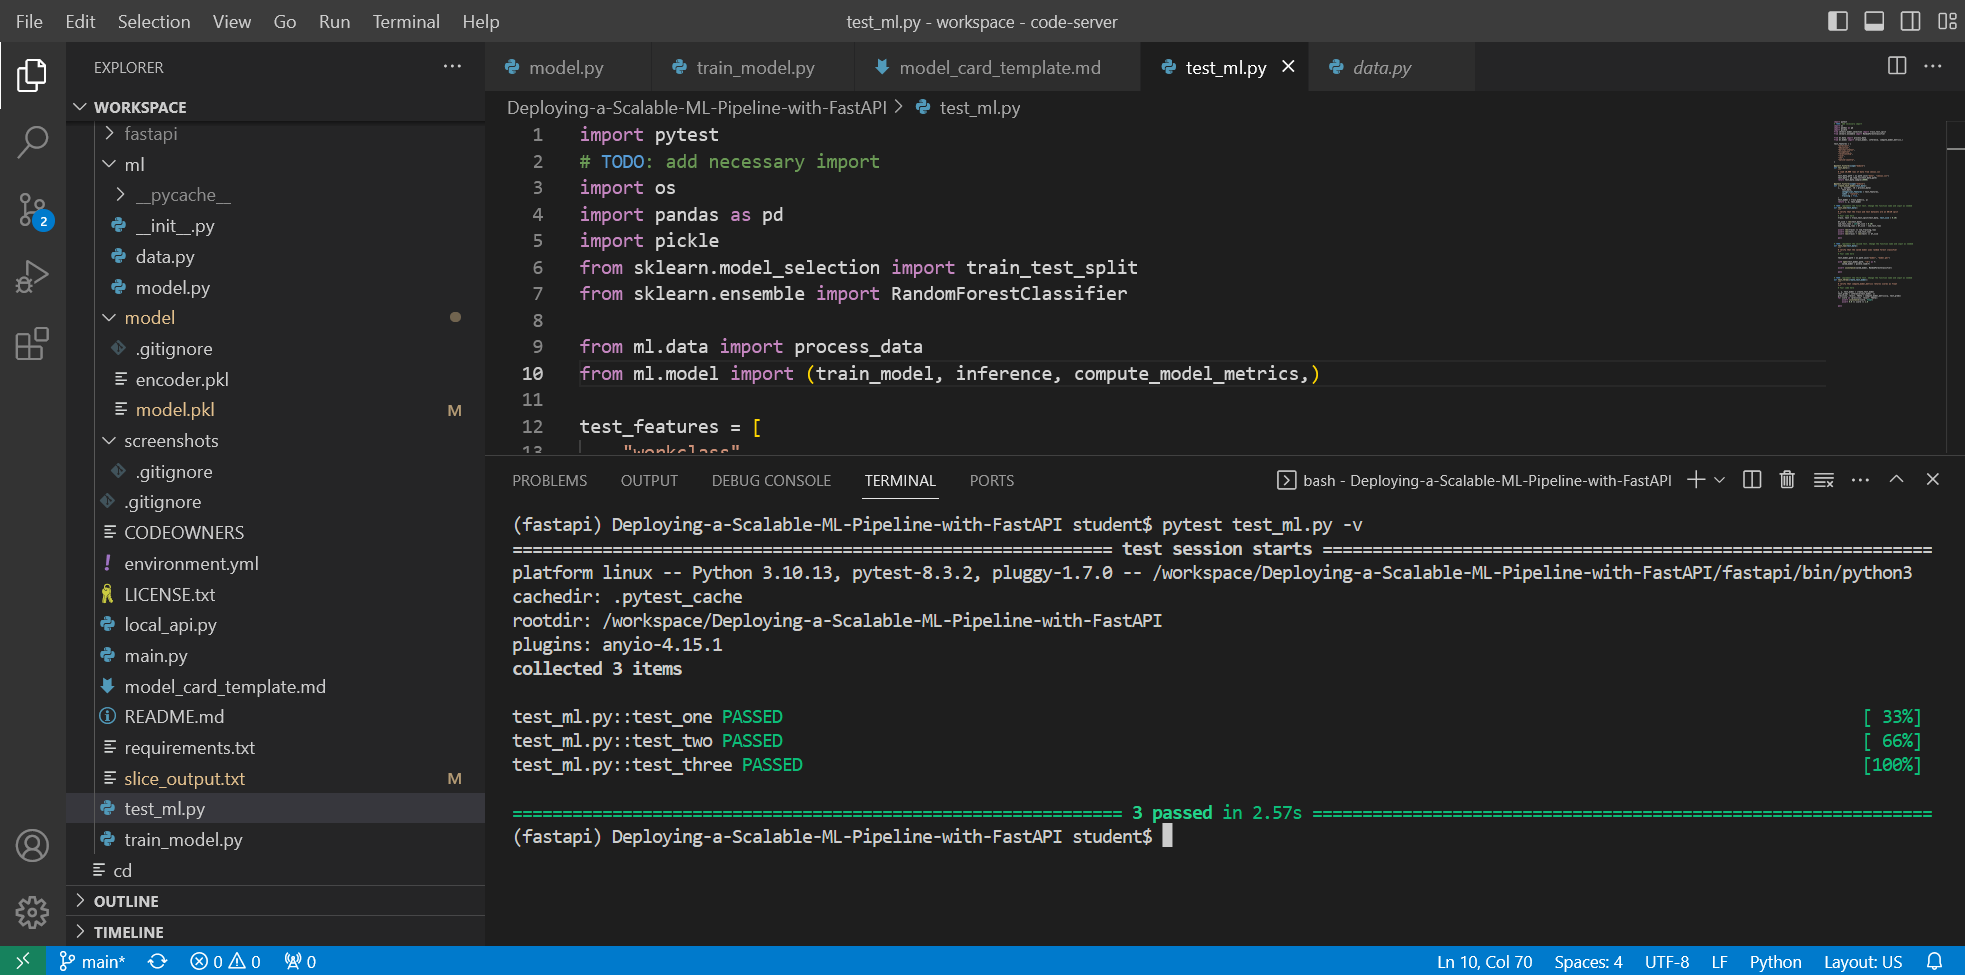 File Edit Selection View Go Run Terminal Help
test_ml.py - workspace - code-server
EXPLORER
WORKSPACE
fastapi
ml
__pycache__
__init__.py
data.py
model.py
model
.gitignore
encoder.pkl
model.pkl M
screenshots
.gitignore
.gitignore
CODEOWNERS
environment.yml
LICENSE.txt
local_api.py
main.py
model_card_template.md
README.md
requirements.txt
slice_output.txt M
test_ml.py
train_model.py
cd
OUTLINE
TIMELINE
2
model.py train_model.py model_card_template.md test_ml.py data.py
Deploying-a-Scalable-ML-Pipeline-with-FastAPI > test_ml.py
1 import pytest
2 # TODO: add necessary import
3 import os
4 import pandas as pd
5 import pickle
6 from sklearn.model_selection import train_test_split
7 from sklearn.ensemble import RandomForestClassifier
8
9 from ml.data import process_data
10 from ml.model import (train_model, inference, compute_model_metrics,)
11
12 test_features = [
13 "workclass"
PROBLEMS OUTPUT DEBUG CONSOLE TERMINAL PORTS
bash - Deploying-a-Scalable-ML-Pipeline-with-FastAPI
(fastapi) Deploying-a-Scalable-ML-Pipeline-with-FastAPI student$ pytest test_ml.py -v
============================================================ test session starts =============================================================
platform linux -- Python 3.10.13, pytest-8.3.2, pluggy-1.7.0 -- /workspace/Deploying-a-Scalable-ML-Pipeline-with-FastAPI/fastapi/bin/python3
cachedir: .pytest_cache
rootdir: /workspace/Deploying-a-Scalable-ML-Pipeline-with-FastAPI
plugins: anyio-4.15.1
collected 3 items
test_ml.py::test_one PASSED [ 33%]
test_ml.py::test_two PASSED [ 66%]
test_ml.py::test_three PASSED [100%]
============================================================= 3 passed in 2.57s ==============================================================
(fastapi) Deploying-a-Scalable-ML-Pipeline-with-FastAPI student$
main* 0 0 0
Ln 10, Col 70 Spaces: 4 UTF-8 LF Python Layout: US